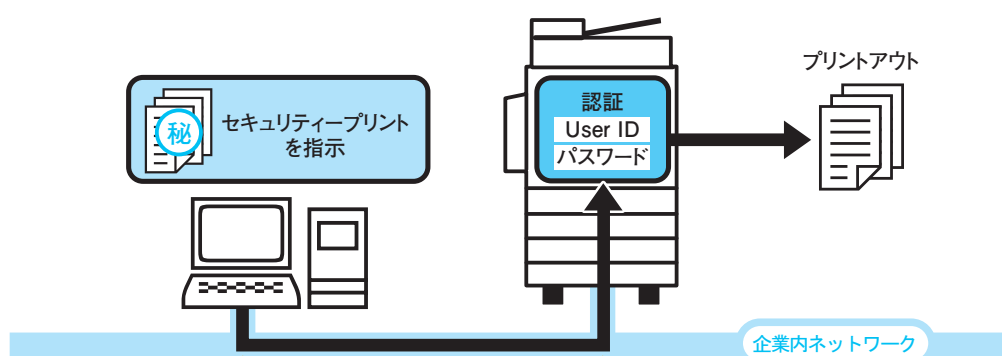 プリントアウト
認証
User ID
パスワード
秘
セキュリティープリント
を指示
企業内ネットワーク